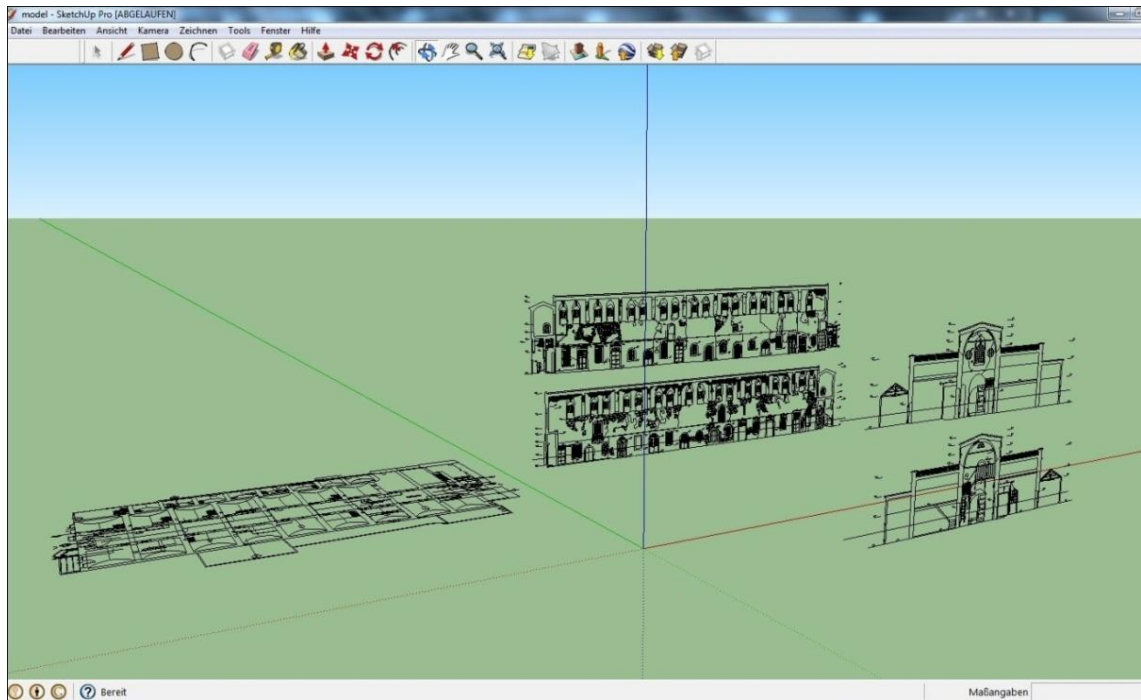 model - SketchUp Pro [ABGELAUFEN]
Datei Bearbeiten Ansicht Kamera Zeichnen Tools Fenster Hilfe
Bereit
Maßangaben